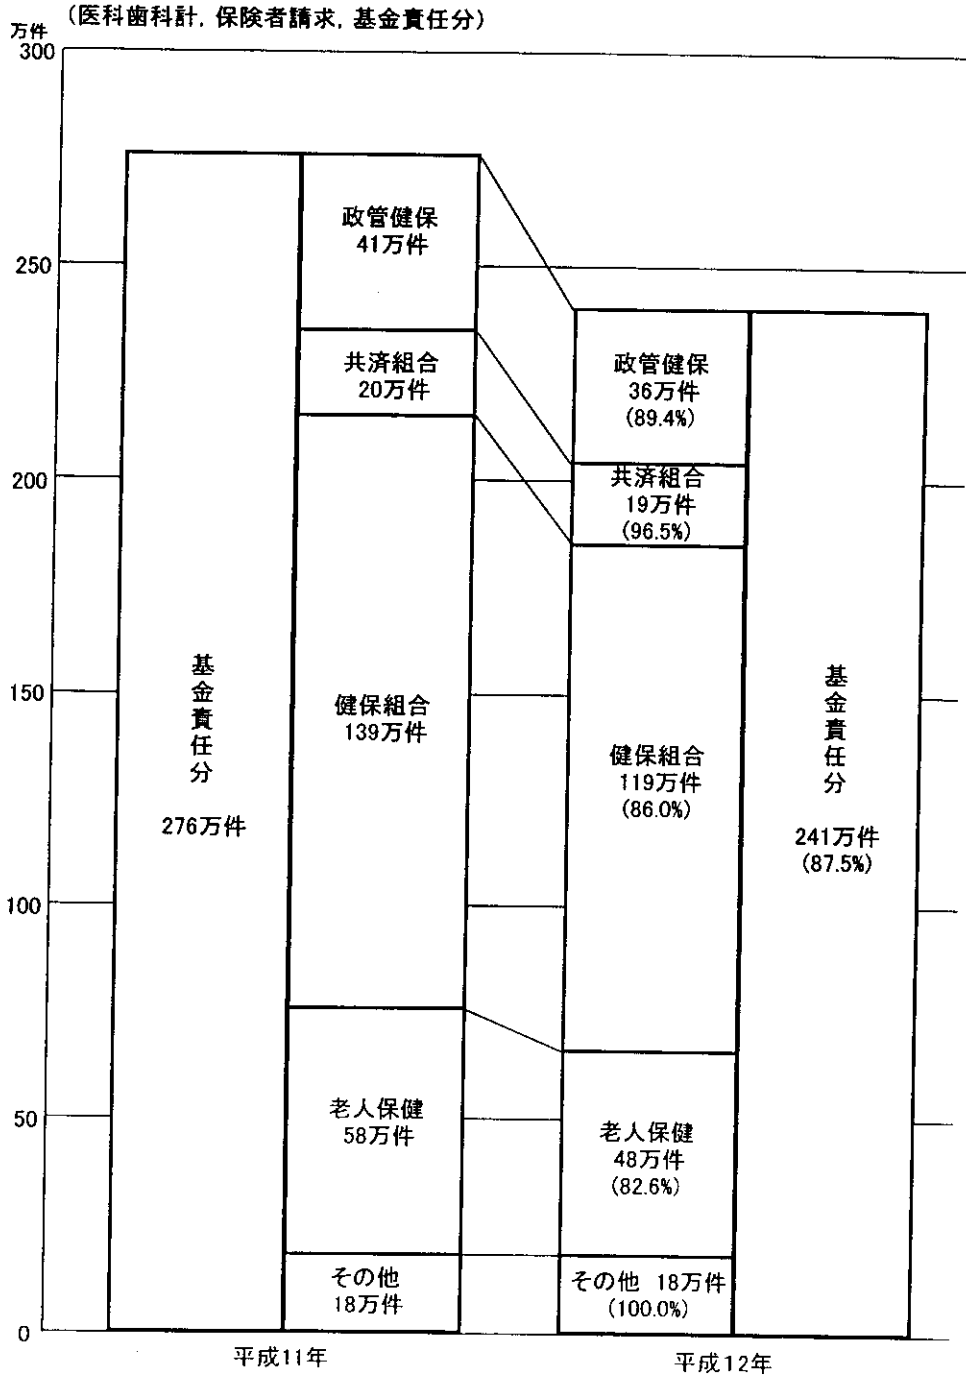 （医科歯科計, 保険者請求, 基金責任分）
万件
300
250
200
150
100
50
0
基金責任分
276万件
政管健保
41万件
共済組合
20万件
健保組合
139万件
老人保健
58万件
その他
18万件
政管健保
36万件
(89.4%)
共済組合
19万件
(96.5%)
健保組合
119万件
(86.0%)
老人保健
48万件
(82.6%)
その他 18万件
(100.0%)
基金責任分
241万件
(87.5%)
平成11年
平成12年